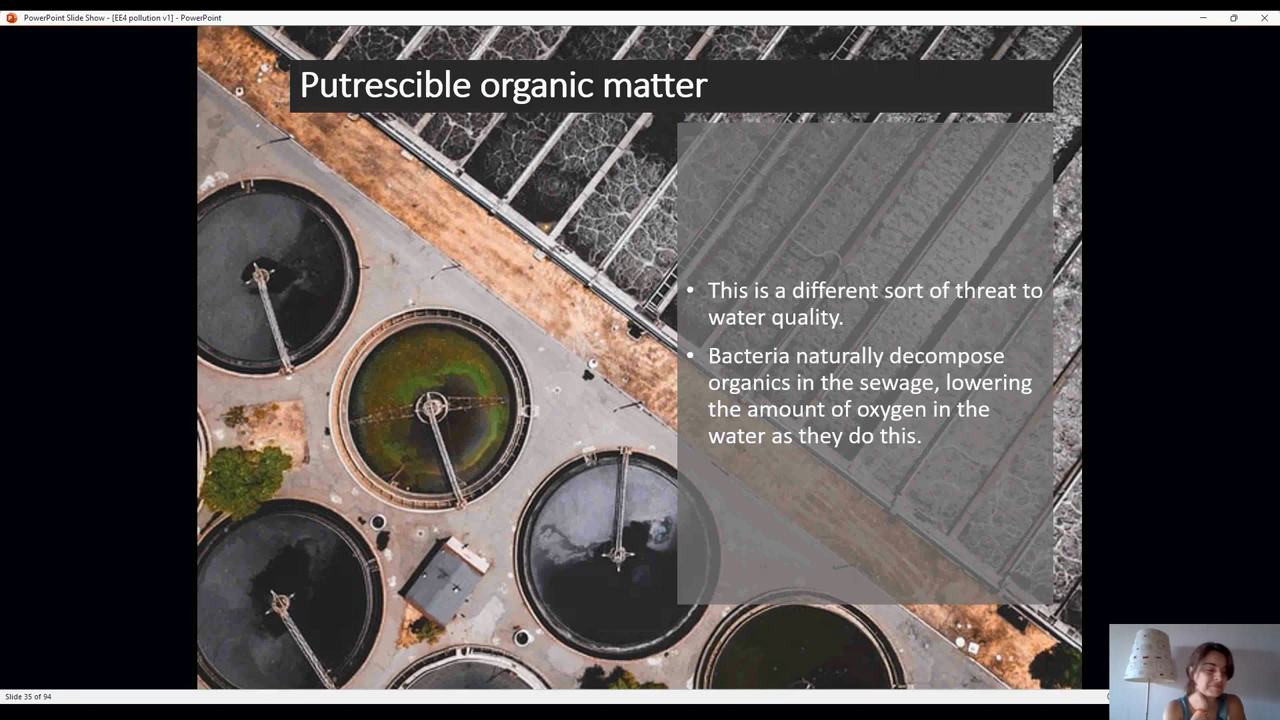 PowerPoint Slide Show - [EE4 pollution v1] - PowerPoint
Putrescible organic matter
• This is a different sort of threat to
water quality.
• Bacteria naturally decompose
organics in the sewage, lowering
the amount of oxygen in the
water as they do this.
Slide 35 of 94